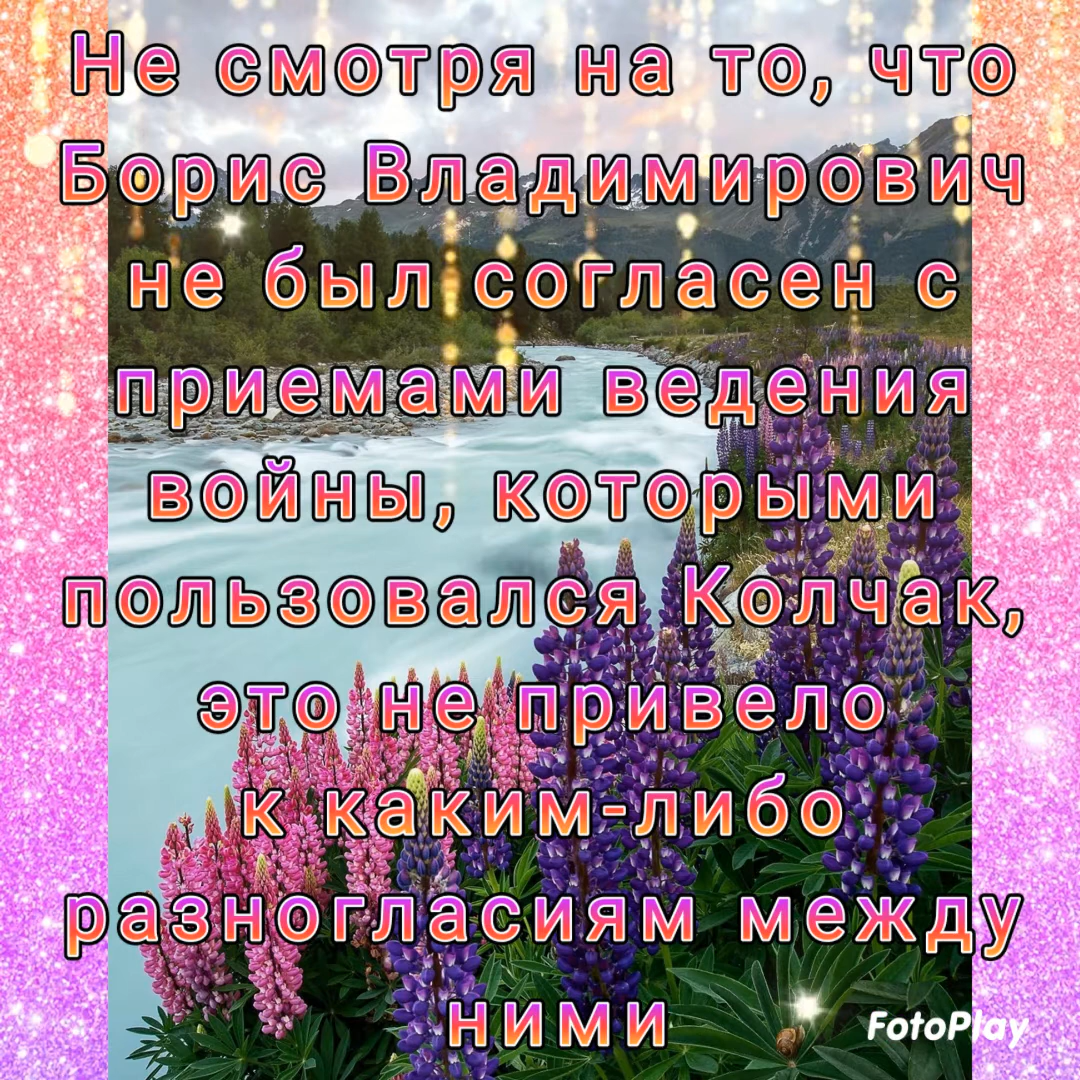 Не смотря на то, что
Борис Владимирович
не был согласен с
приемами ведения
войны, которыми
пользовался Колчак,
это не привело
к каким-либо
разногласиям между
ними
FotoPlay